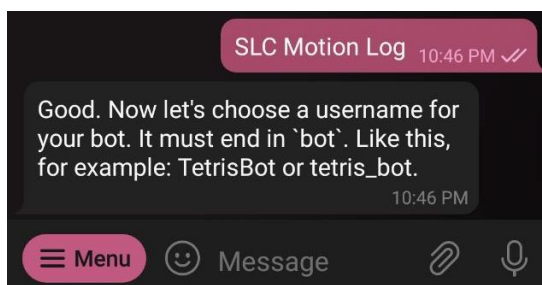 SLC Motion Log 10:46 PM
Good. Now let's choose a username for
your bot. It must end in `bot`. Like this,
for example: TetrisBot or tetris_bot.
10:46 PM
Menu
Message